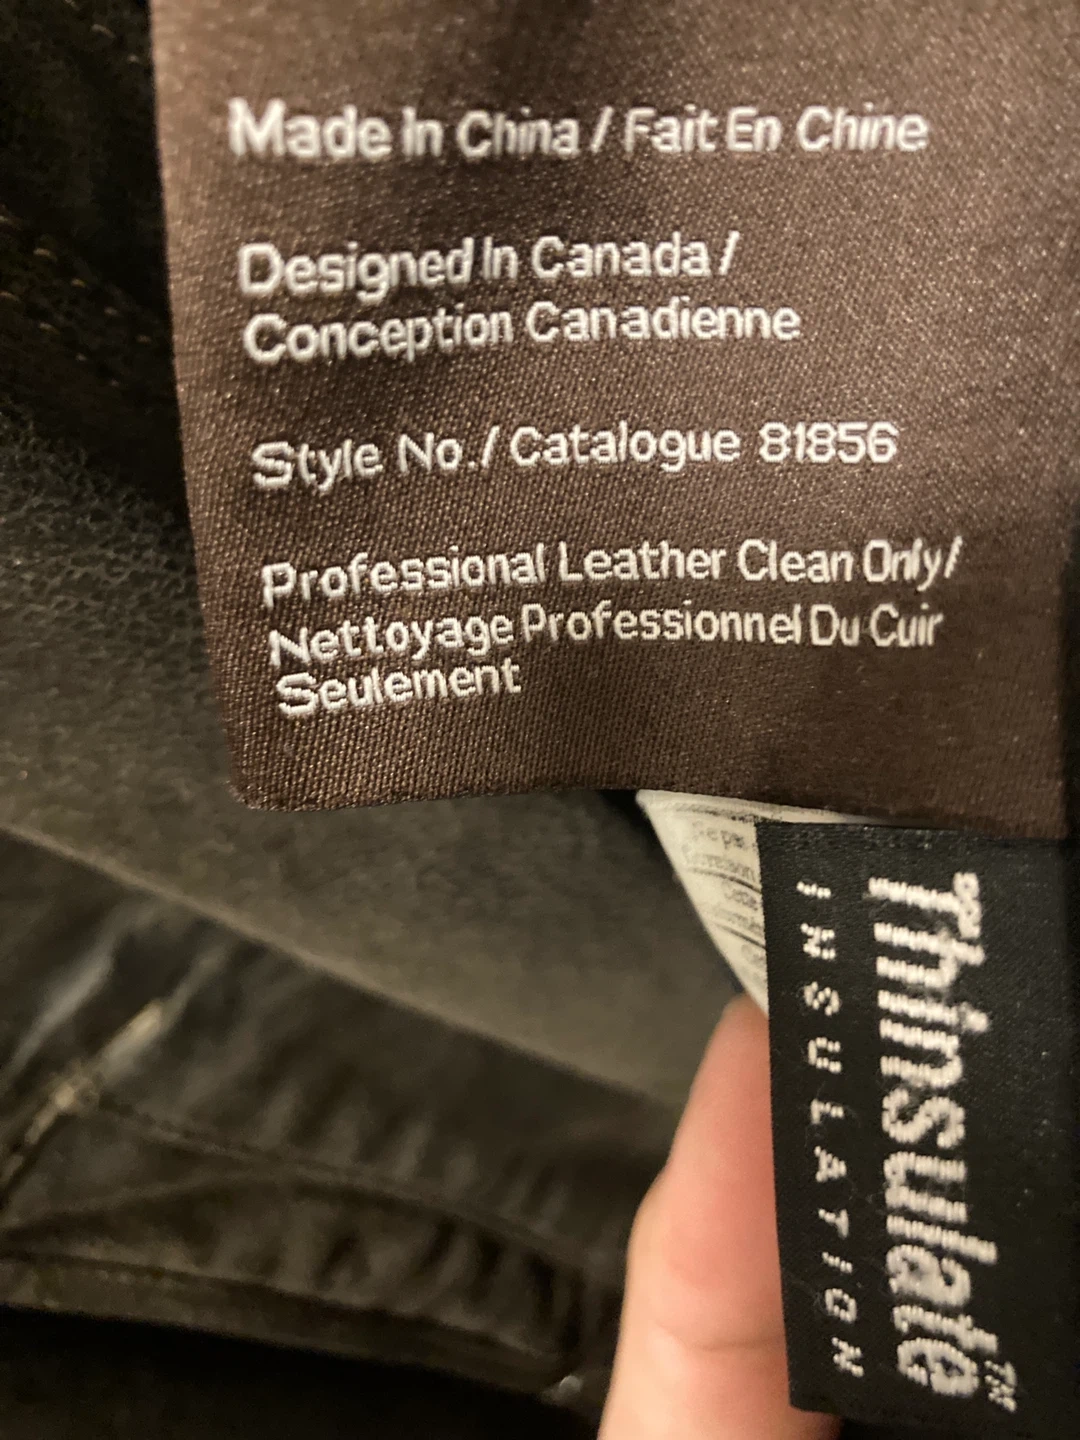 Made In China / Fait En Chine
Designed In Canada /
Conception Canadienne
Style No./ Catalogue 81856
Professional Leather Clean Only/
Nettoyage Professionnel Du Cuir
Seulement
Thinsulate™
INSULATION